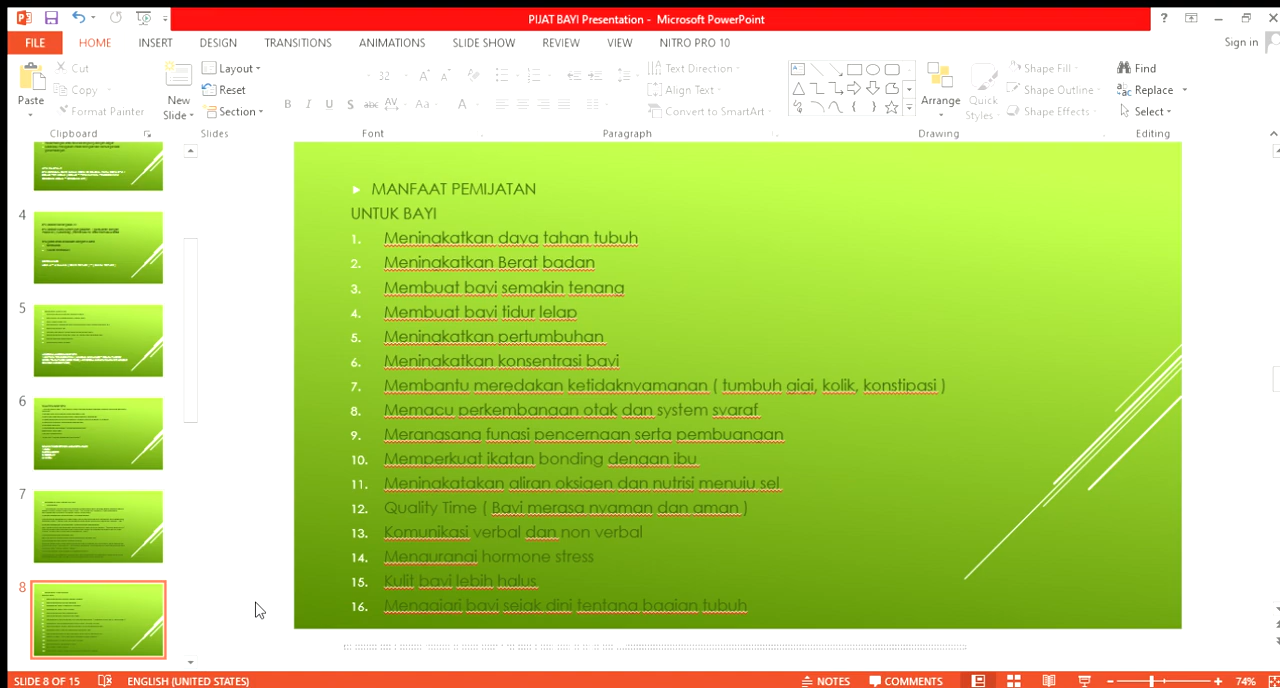 PIJAT BAYI Presentation - Microsoft PowerPoint
FILE HOME INSERT DESIGN TRANSITIONS ANIMATIONS SLIDE SHOW REVIEW VIEW NITRO PRO 10 Sign in
Paste
Cut
Copy
Format Painter
Clipboard
New
Slide
Layout
Reset
Section
Slides
32
Font
Paragraph
Text Direction
Align Text
Convert to SmartArt
Arrange
Quick
Styles
Shape Fill
Shape Outline
Shape Effects
Drawing
Find
Replace
Select
Editing
4
5
6
7
8
MANFAAT PEMIJATAN
UNTUK BAYI
1. Meningkatkan daya tahan tubuh
2. Meningkatkan Berat badan
3. Membuat bayi semakin tenang
4. Membuat bayi tidur lelap
5. Meningkatkan pertumbuhan
6. Meningkatkan konsentrasi bayi
7. Membantu meredakan ketidaknyamanan ( tumbuh gigi, kolik, konstipasi )
8. Memacu perkembangan otak dan system syaraf
9. Merangsang fungsi pencernaan serta pembuangan
10. Memperkuat ikatan bonding dengan ibu
11. Meningkatakan aliran oksigen dan nutrisi menuju sel
12. Quality Time ( Bayi merasa nyaman dan aman )
13. Komunikasi verbal dan non verbal
14. Mengurangi hormone stress
15. Kulit bayi lebih halus
16. Mengajari bayi sejak dini tentang bagian tubuh
SLIDE 8 OF 15 ENGLISH (UNITED STATES) NOTES COMMENTS 74%